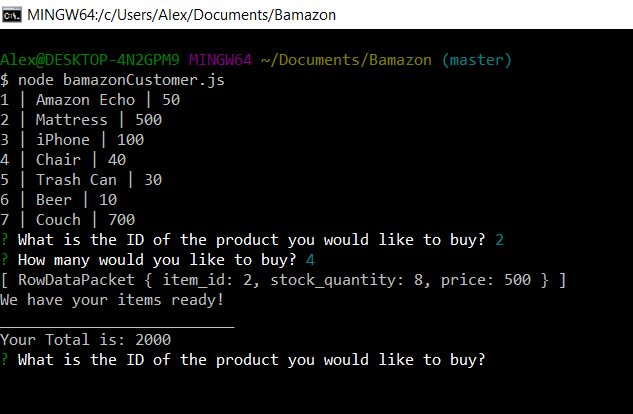 MINGW64:/c/Users/Alex/Documents/Bamazon
Alex@DESKTOP-4N2GPM9 MINGW64 ~/Documents/Bamazon (master)
$ node bamazonCustomer.js
1 | Amazon Echo | 50
2 | Mattress | 500
3 | iPhone | 100
4 | Chair | 40
5 | Trash Can | 30
6 | Beer | 10
7 | Couch | 700
? What is the ID of the product you would like to buy? 2
? How many would you like to buy? 4
[ RowDataPacket { item_id: 2, stock_quantity: 8, price: 500 } ]
We have your items ready!
__________________________
Your Total is: 2000
? What is the ID of the product you would like to buy?